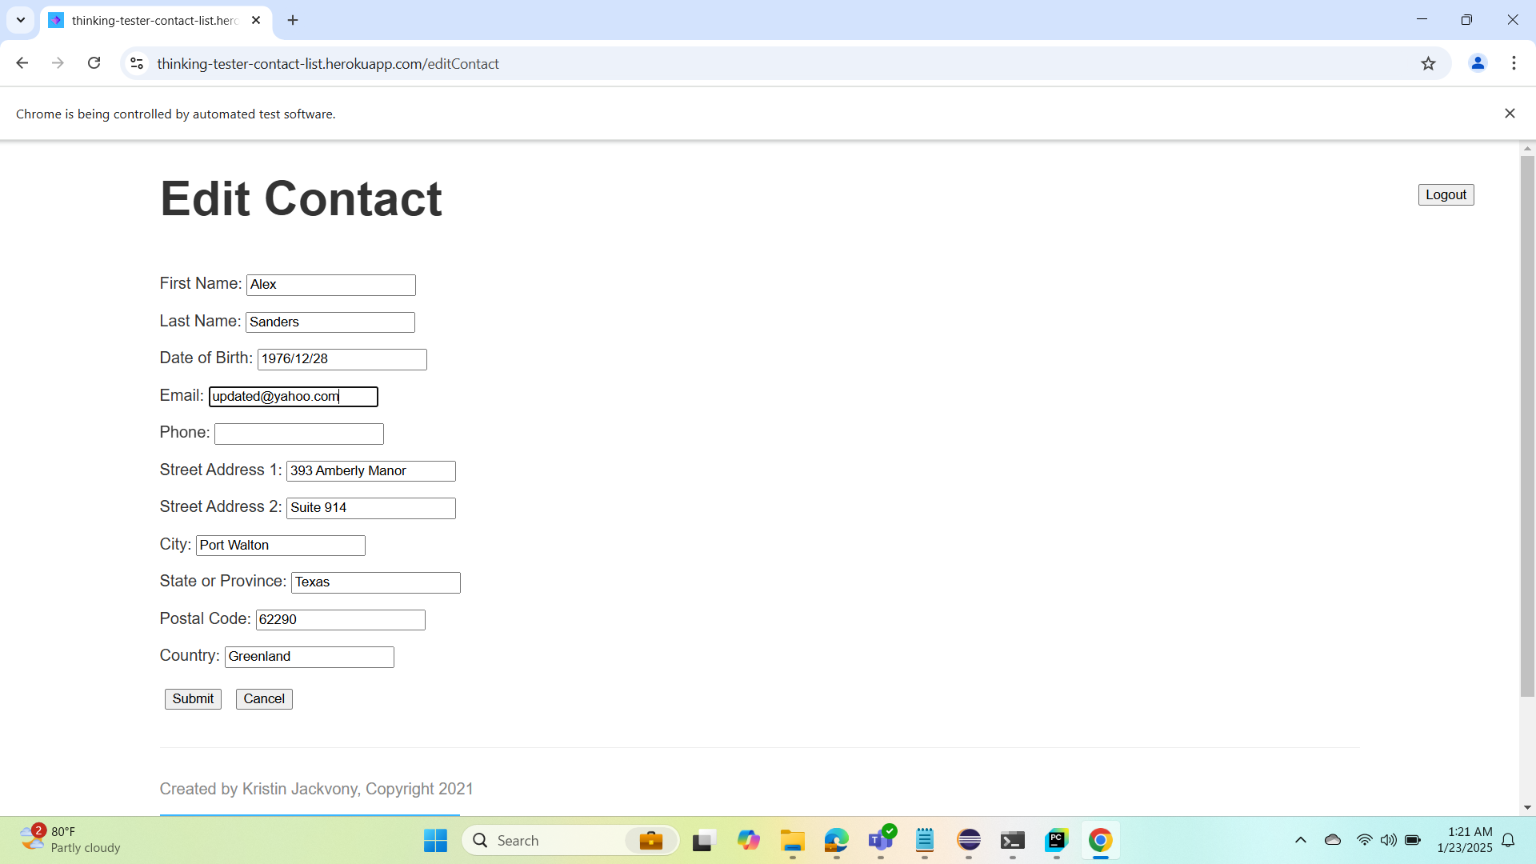 thinking-tester-contact-list.herc
thinking-tester-contact-list.herokuapp.com/editContact
Chrome is being controlled by automated test software.
Edit Contact
Logout
First Name: Alex
Last Name: Sanders
Date of Birth: 1976/12/28
Email: updated@yahoo.com
Phone:
Street Address 1: 393 Amberly Manor
Street Address 2: Suite 914
City: Port Walton
State or Province: Texas
Postal Code: 62290
Country: Greenland
Submit Cancel
Created by Kristin Jackvony, Copyright 2021
2
80°F
Partly cloudy
Search
PC
1:21 AM
1/23/2025